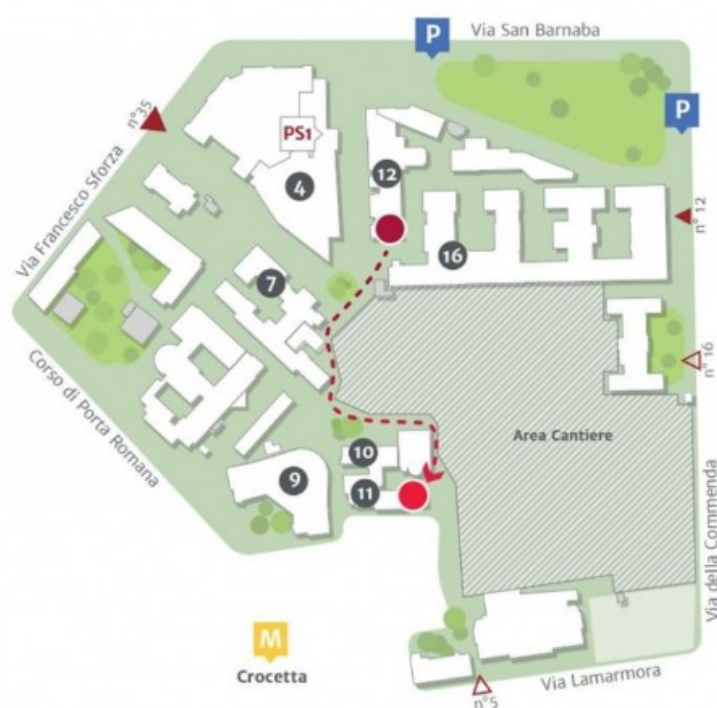 P
Via San Barnaba
P
n°35
PS1
4
12
Via Francesco Sforza
n° 12
16
7
n° 16
Corso di Porta Romana
Area Cantiere
10
9
11
Via della Commenda
M
Crocetta
Via Lamarmora
n°5